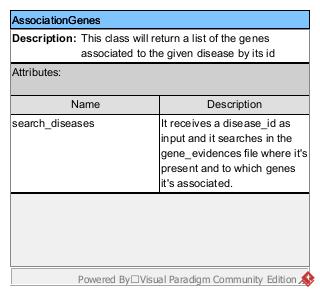 AssociationGenes
Description: This class will return a list of the genes
associated to the given disease by its id
Attributes:
Name Description
search_diseases It receives a disease_id as
input and it searches in the
gene_evidences file where it's
present and to which genes
it's associated.
Powered By□Visual Paradigm Community Edition